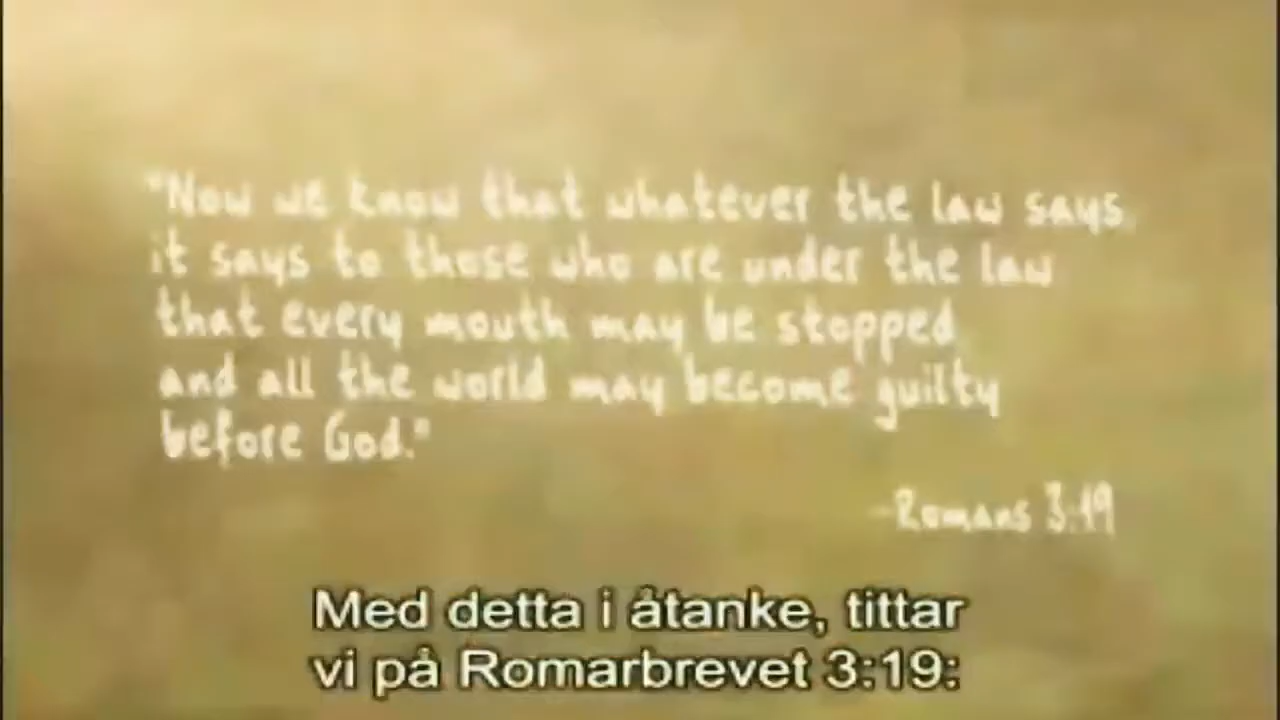 "Now we know that whatever the law says,
it says to those who are under the law
that every mouth may be stopped
and all the world may become guilty
before God."
-Romans 3:19
Med detta i åtanke, tittar
vi på Romarbrevet 3:19: